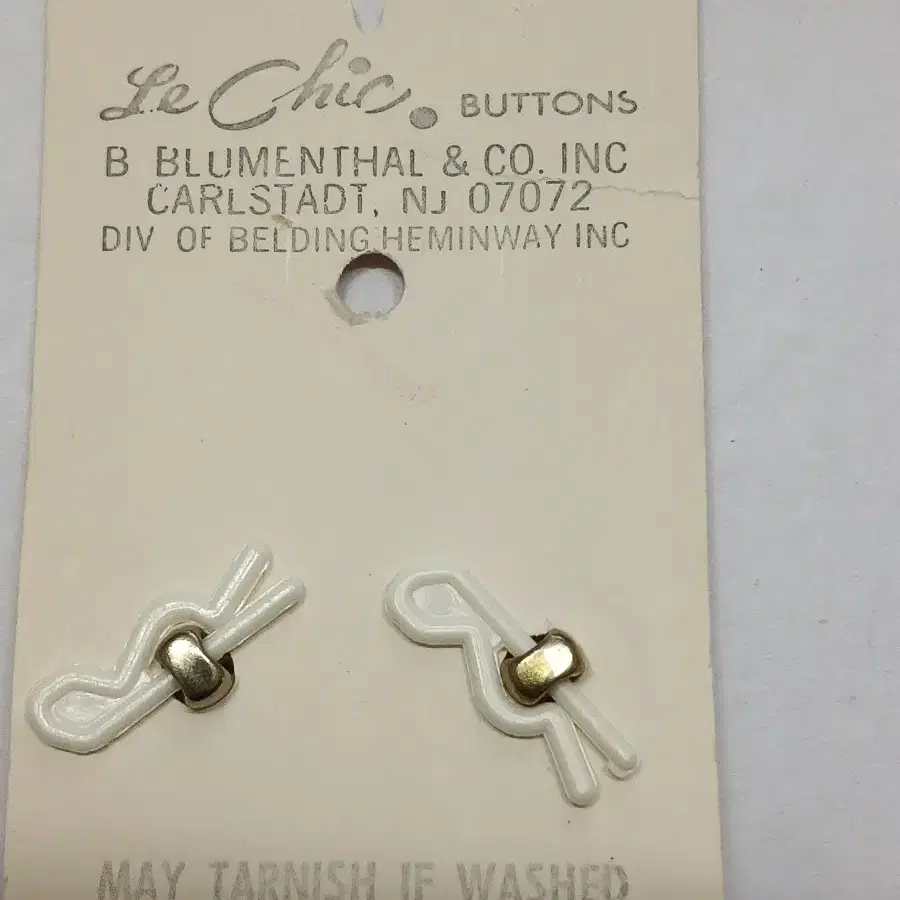 Le Chic. BUTTONS
B BLUMENTHAL & CO. INC
CARLSTADT, NJ 07072
DIV OF BELDING HEMINWAY INC
MAY TARNISH IF WASHED